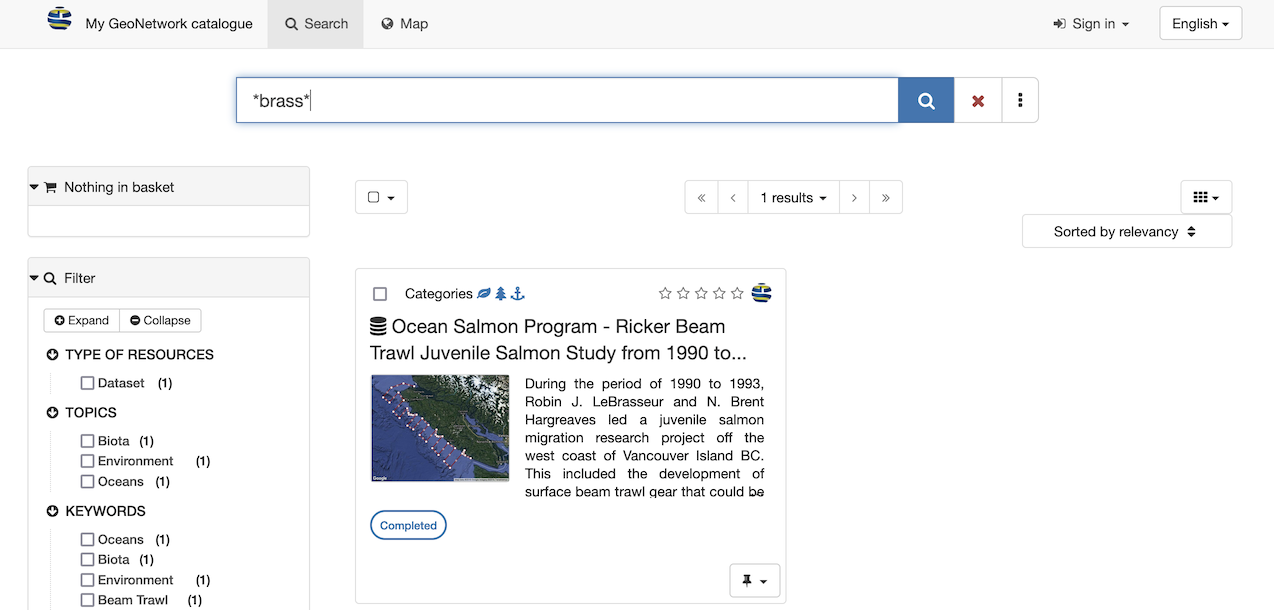 My GeoNetwork catalogue
Search
Map
Sign in
English
*brass*
Nothing in basket
1 results
Sorted by relevancy
Filter
Expand
Collapse
TYPE OF RESOURCES
Dataset (1)
TOPICS
Biota (1)
Environment (1)
Oceans (1)
KEYWORDS
Oceans (1)
Biota (1)
Environment (1)
Beam Trawl (1)
Categories
Ocean Salmon Program - Ricker Beam
Trawl Juvenile Salmon Study from 1990 to...
Google
During the period of 1990 to 1993,
Robin J. LeBrasseur and N. Brent
Hargreaves led a juvenile salmon
migration research project off the
west coast of Vancouver Island BC.
This included the development of
surface beam trawl gear that could be
Completed